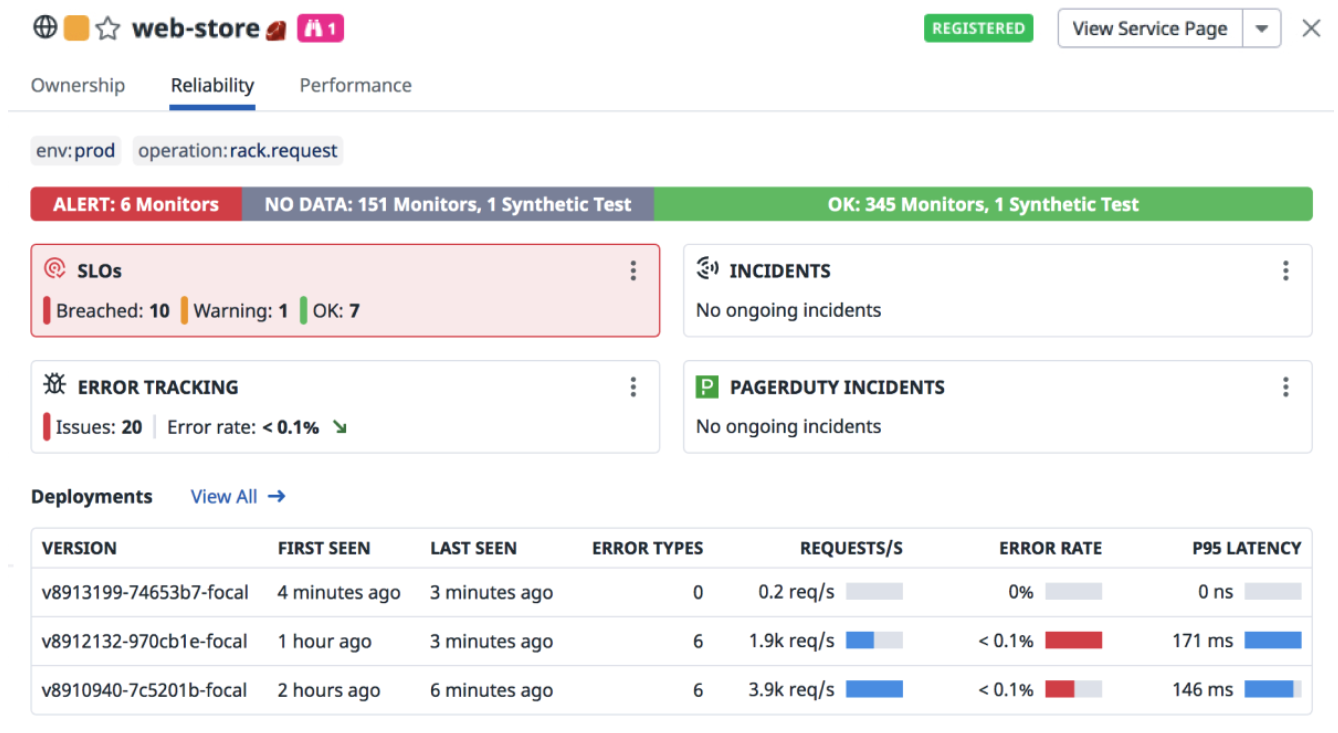 web-store 1 REGISTERED View Service Page
Ownership Reliability Performance
env:prod operation:rack.request
ALERT: 6 Monitors NO DATA: 151 Monitors, 1 Synthetic Test OK: 345 Monitors, 1 Synthetic Test
SLOs
Breached: 10 Warning: 1 OK: 7
INCIDENTS
No ongoing incidents
ERROR TRACKING
Issues: 20 Error rate: < 0.1%
P PAGERDUTY INCIDENTS
No ongoing incidents
Deployments View All
VERSION FIRST SEEN LAST SEEN ERROR TYPES REQUESTS/S ERROR RATE P95 LATENCY
v8913199-74653b7-focal 4 minutes ago 3 minutes ago 0 0.2 req/s 0% 0 ns
v8912132-970cb1e-focal 1 hour ago 3 minutes ago 6 1.9k req/s < 0.1% 171 ms
v8910940-7c5201b-focal 2 hours ago 6 minutes ago 6 3.9k req/s < 0.1% 146 ms